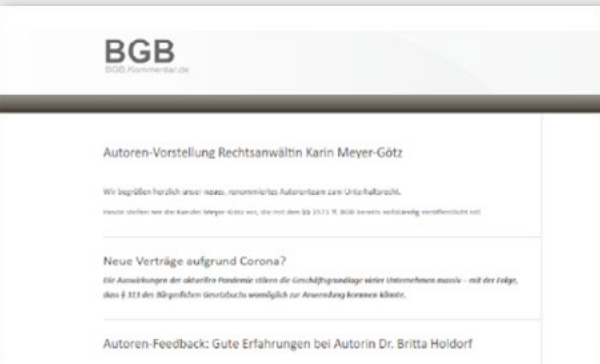 BGB
BGB.Kommentar.de
Autoren-Vorstellung Rechtsanwältin Karin Meyer-Götz
Wir begrüßen herzlich unser neues, renommiertes Autorenteam zum Unterhaltsrecht.
Heute stellen wir die Kanzlei Meyer-Götz vor, die mit den §§ ff. BGB bereits vollständig veröffentlicht ist!
Neue Verträge aufgrund Corona?
Die Auswirkungen der aktuellen Pandemie stören die Geschäftsgrundlage vieler Unternehmen massiv – mit der Folge,
dass § 313 des Bürgerlichen Gesetzbuchs womöglich zur Anwendung kommen könnte.
Autoren-Feedback: Gute Erfahrungen bei Autorin Dr. Britta Holdorf